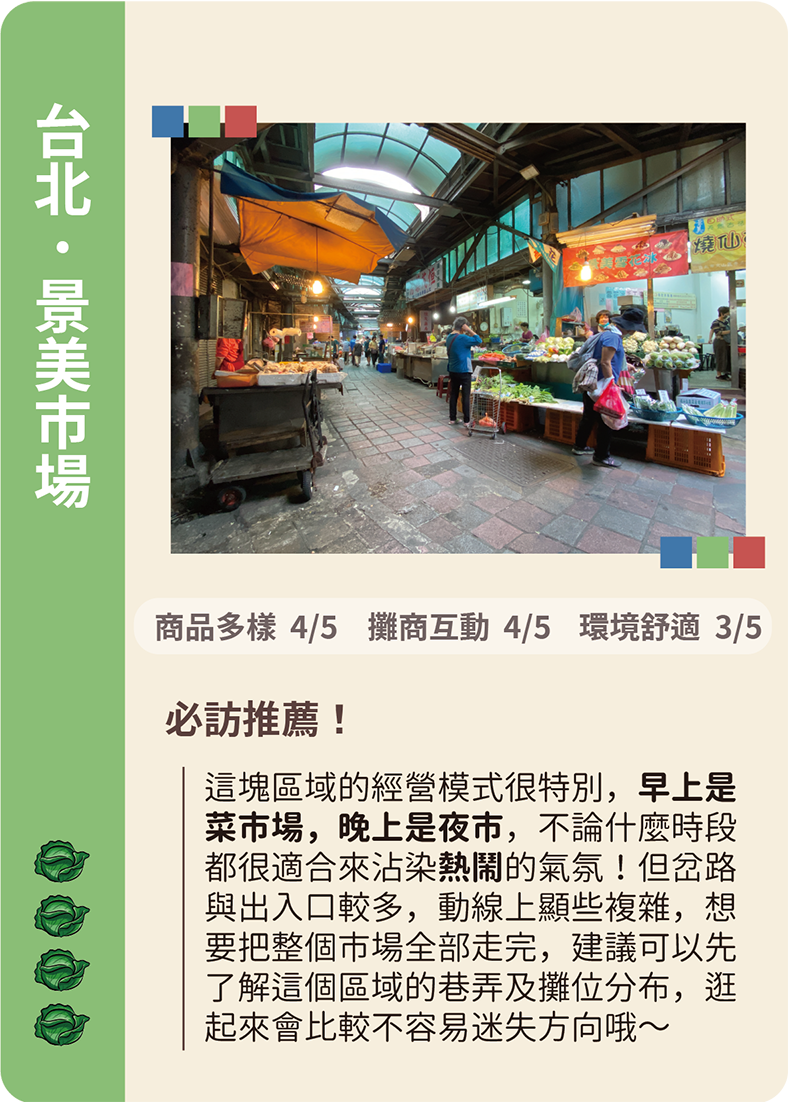 台北・景美市場
燒仙
商品多樣 4/5 攤商互動 4/5 環境舒適 3/5
必訪推薦！
這塊區域的經營模式很特別，早上是
菜市場，晚上是夜市，不論什麼時段
都很適合來沾染熱鬧的氣氛！但岔路
與出入口較多，動線上顯些複雜，想
要把整個市場全部走完，建議可以先
了解這個區域的巷弄及攤位分布，逛
起來會比較不容易迷失方向哦～